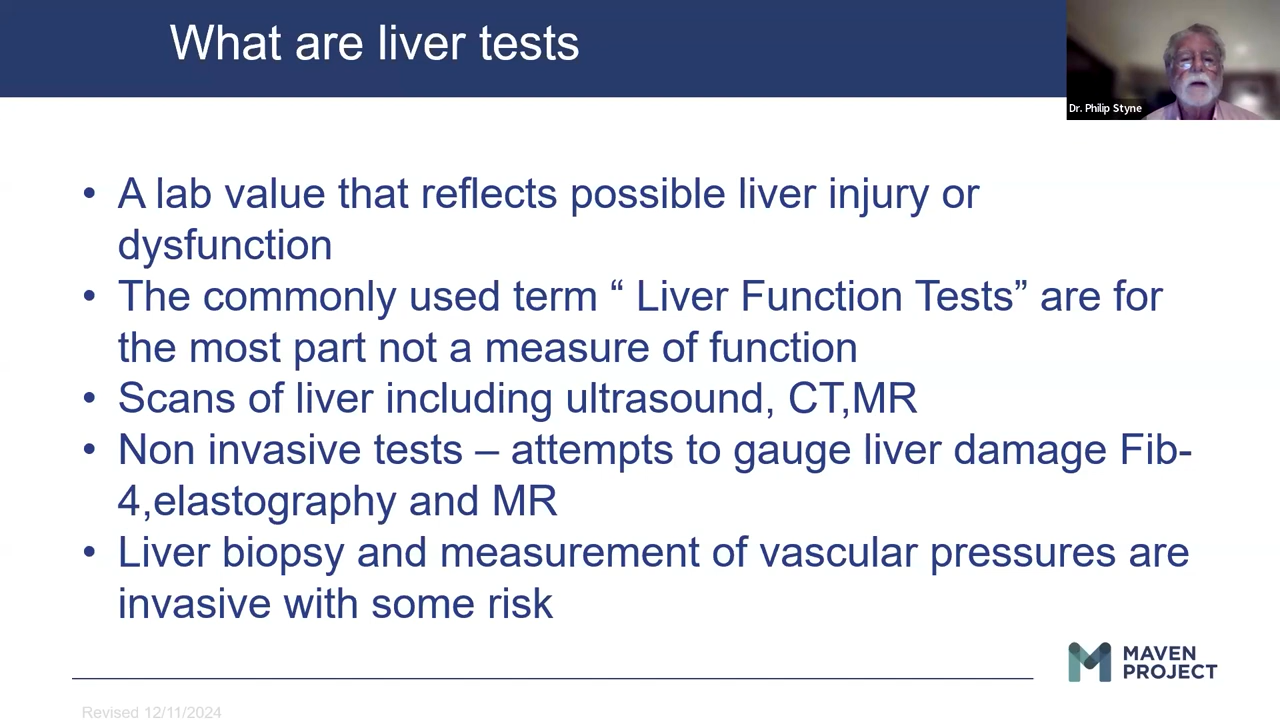 What are liver tests
Dr. Philip Styne
• A lab value that reflects possible liver injury or
dysfunction
• The commonly used term “ Liver Function Tests” are for
the most part not a measure of function
• Scans of liver including ultrasound, CT,MR
• Non invasive tests – attempts to gauge liver damage Fib-
4,elastography and MR
• Liver biopsy and measurement of vascular pressures are
invasive with some risk
MAVEN
PROJECT
Revised 12/11/2024